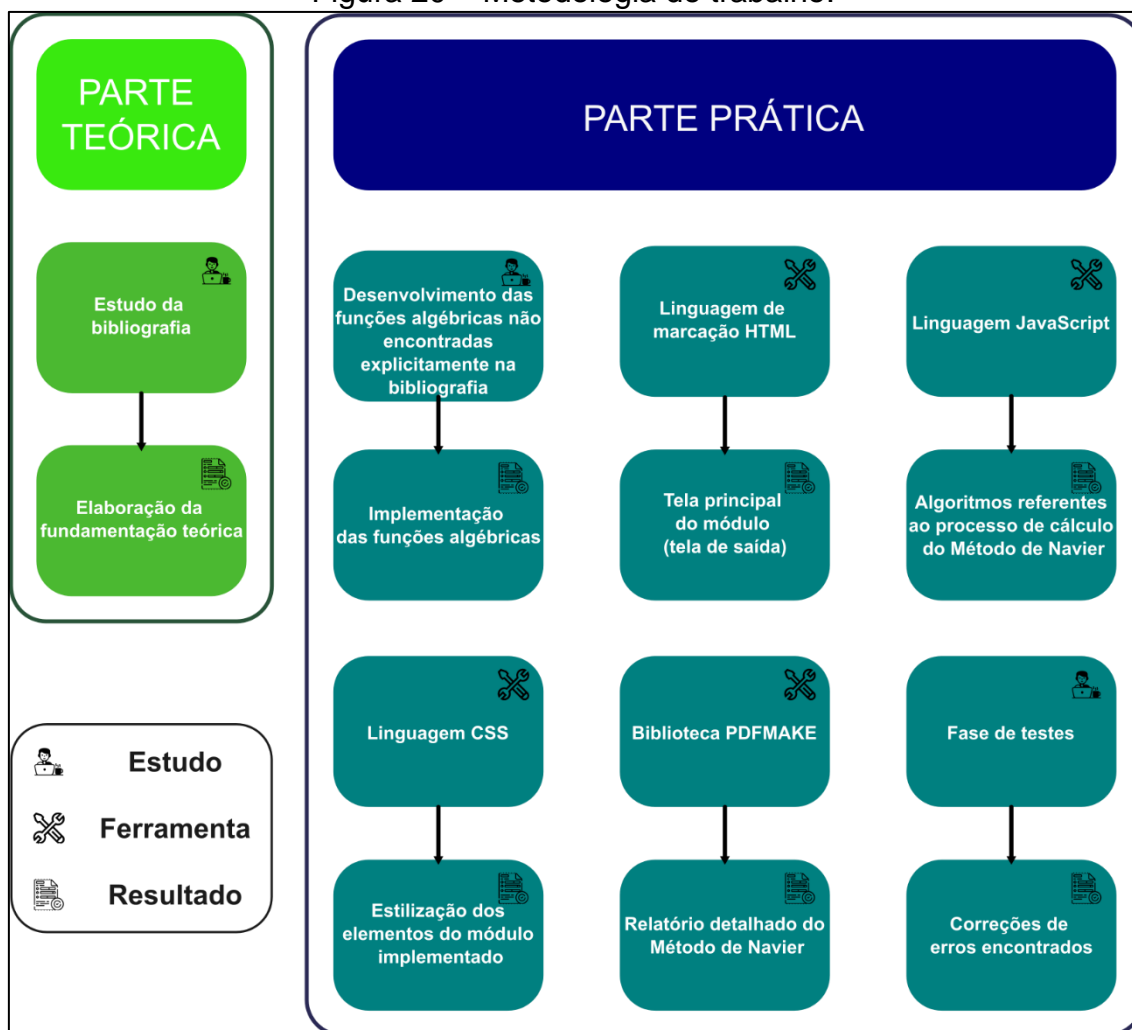 PARTE
TEÓRICA
PARTE PRÁTICA
Estudo da
bibliografia
Elaboração da
fundamentação teórica
Desenvolvimento das
funções algébricas não
encontradas
explicitamente na
bibliografia
Implementação
das funções algébricas
Linguagem de
marcação HTML
Tela principal
do módulo
(tela de saída)
Linguagem JavaScript
Algoritmos referentes
ao processo de cálculo
do Método de Navier
Linguagem CSS
Estilização dos
elementos do módulo
implementado
Biblioteca PDFMAKE
Relatório detalhado do
Método de Navier
Fase de testes
Correções de
erros encontrados
Estudo
Ferramenta
Resultado